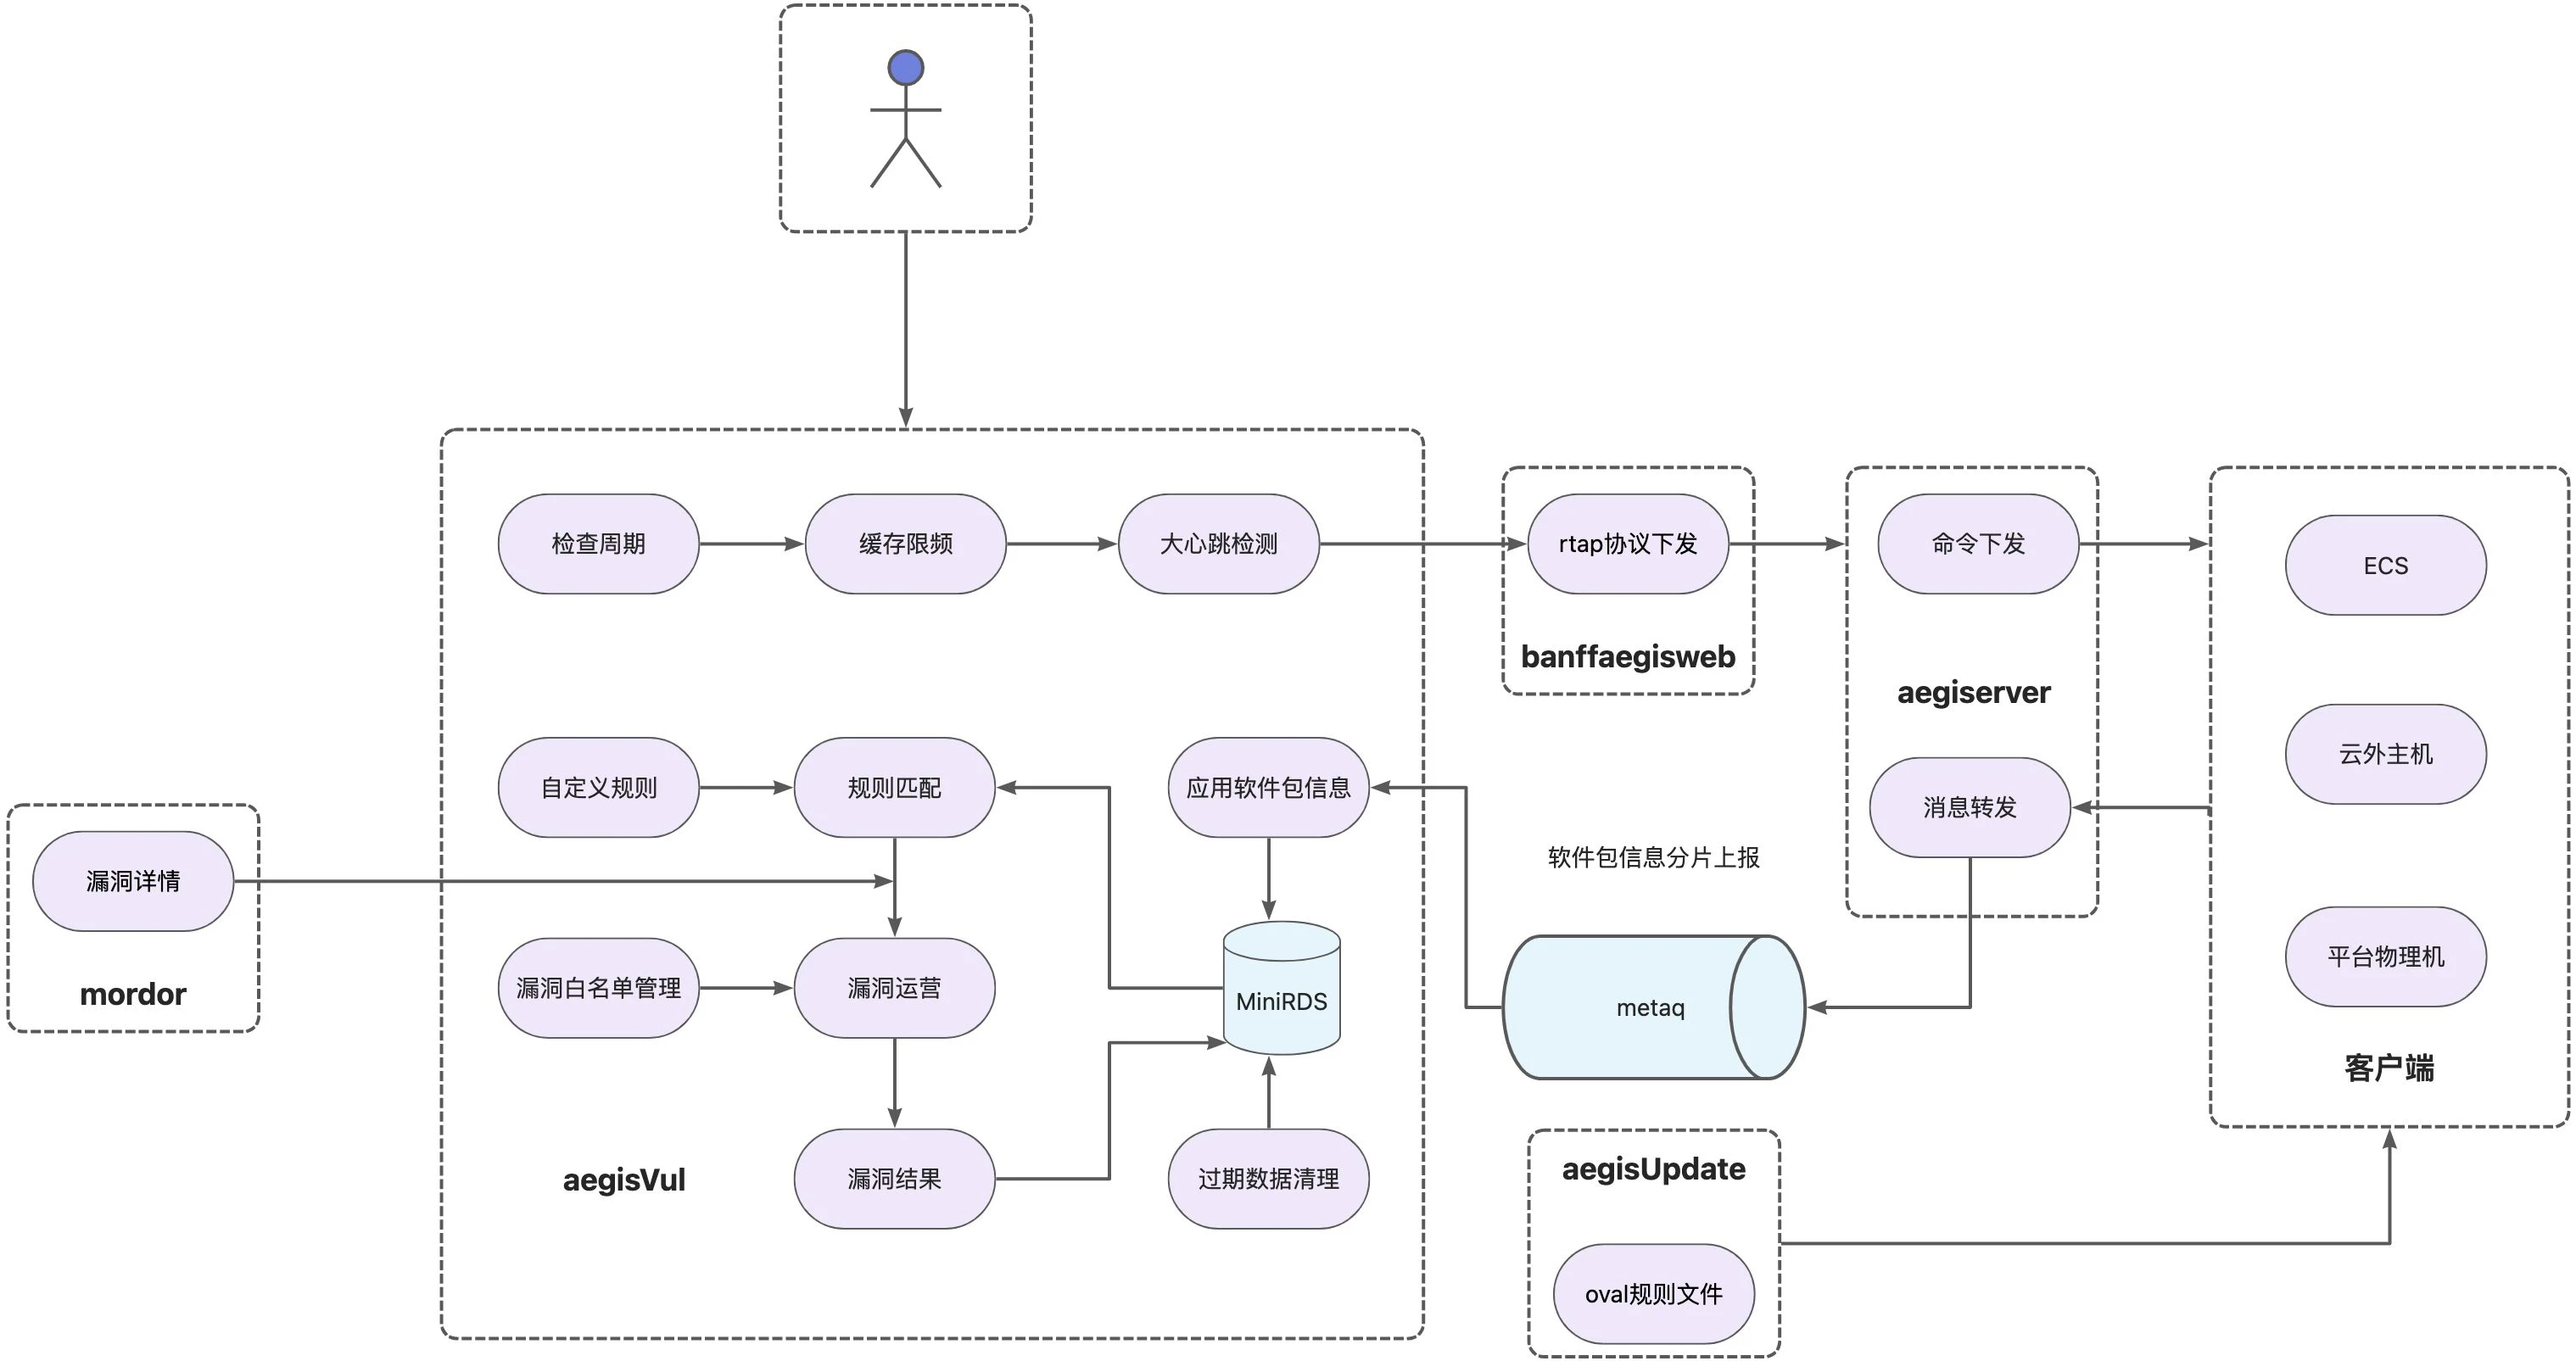 检查周期
缓存限频
大心跳检测
rtap协议下发
banffaegisweb
命令下发
aegiserver
消息转发
ECS
云外主机
平台物理机
客户端
自定义规则
规则匹配
应用软件包信息
软件包信息分片上报
漏洞详情
mordor
漏洞白名单管理
漏洞运营
MiniRDS
metaq
aegisVul
漏洞结果
过期数据清理
aegisUpdate
oval规则文件